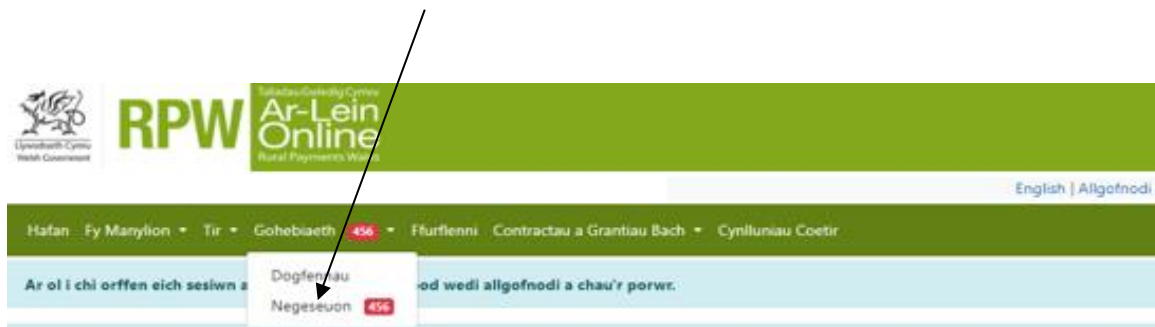 Taliadau Gwledig Cymru
RPW Ar-Lein
Online
Rural Payments Wales
Llywodraeth Cymru
Welsh Government
English | Allgofnodi
Hafan Fy Manylion Tir Gohebiaeth 456 Ffurflenni Contractau a Grantiau Bach Cynlluniau Coetir
Dogfennau
Ar ol i chi orffen eich sesiwn a od wedi allgofnodi a chau'r porwr.
Negeseuon 456